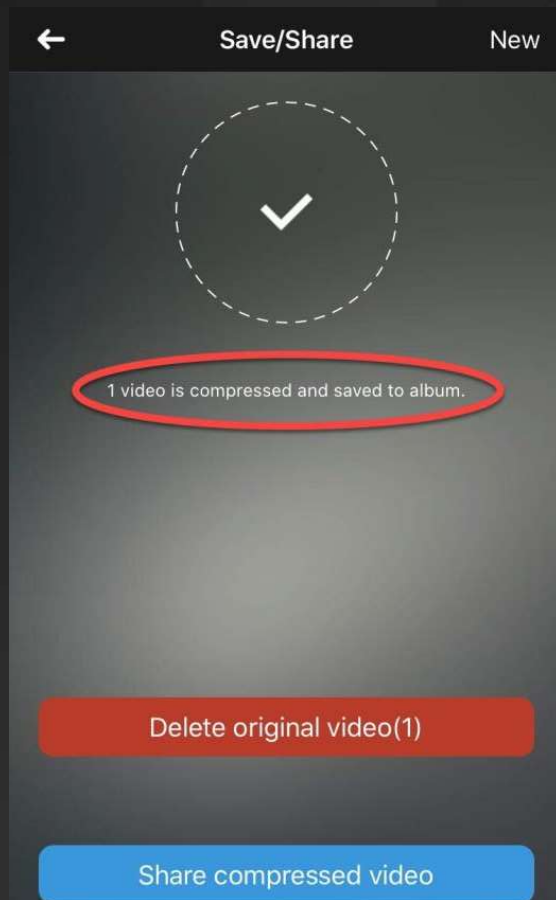 Save/Share New
1 video is compressed and saved to album.
Delete original video(1)
Share compressed video